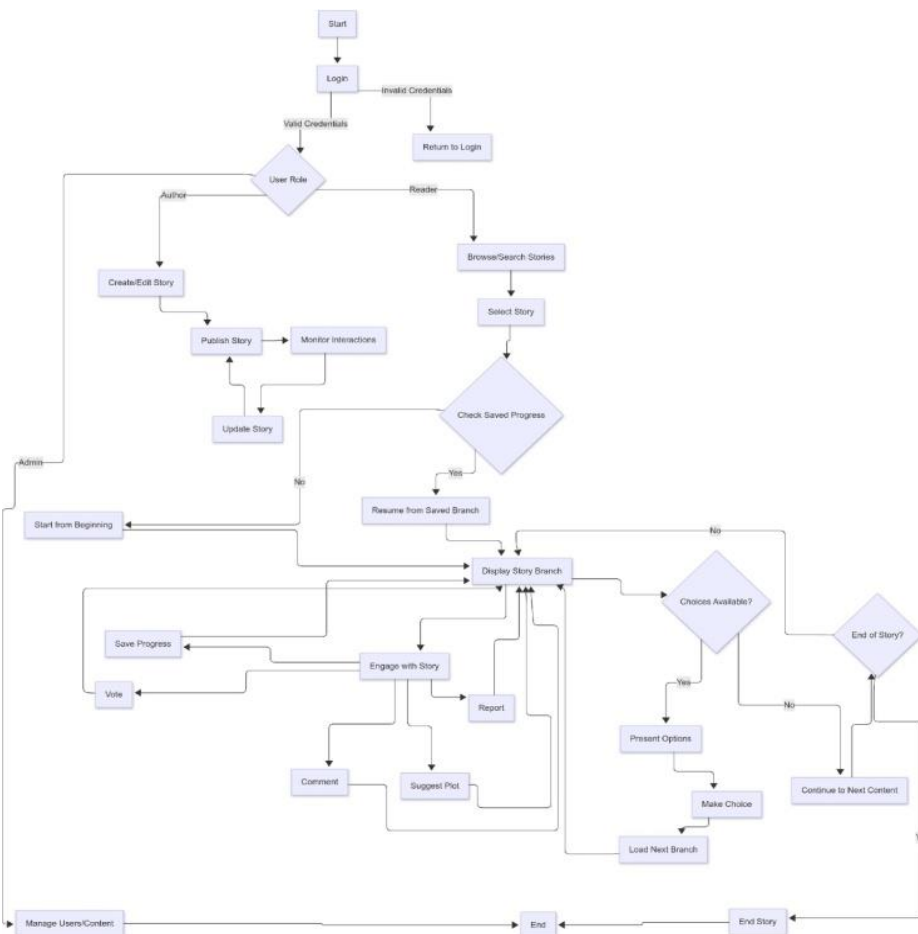 Start
Login
Invalid Credentials
Valid Credentials
Return to Login
User Role
Author
Reader
Browse/Search Stories
Create/Edit Story
Select Story
Publish Story
Monitor Interactions
Check Saved Progress
Update Story
Admin
Yes
No
Resume from Saved Branch
Start from Beginning
No
Display Story Branch
Choices Available?
End of Story?
Save Progress
Engage with Story
Vote
Report
Yes
No
Present Options
Comment
Suggest Plot
Continue to Next Content
Make Choice
Load Next Branch
Manage Users/Content
End
End Story